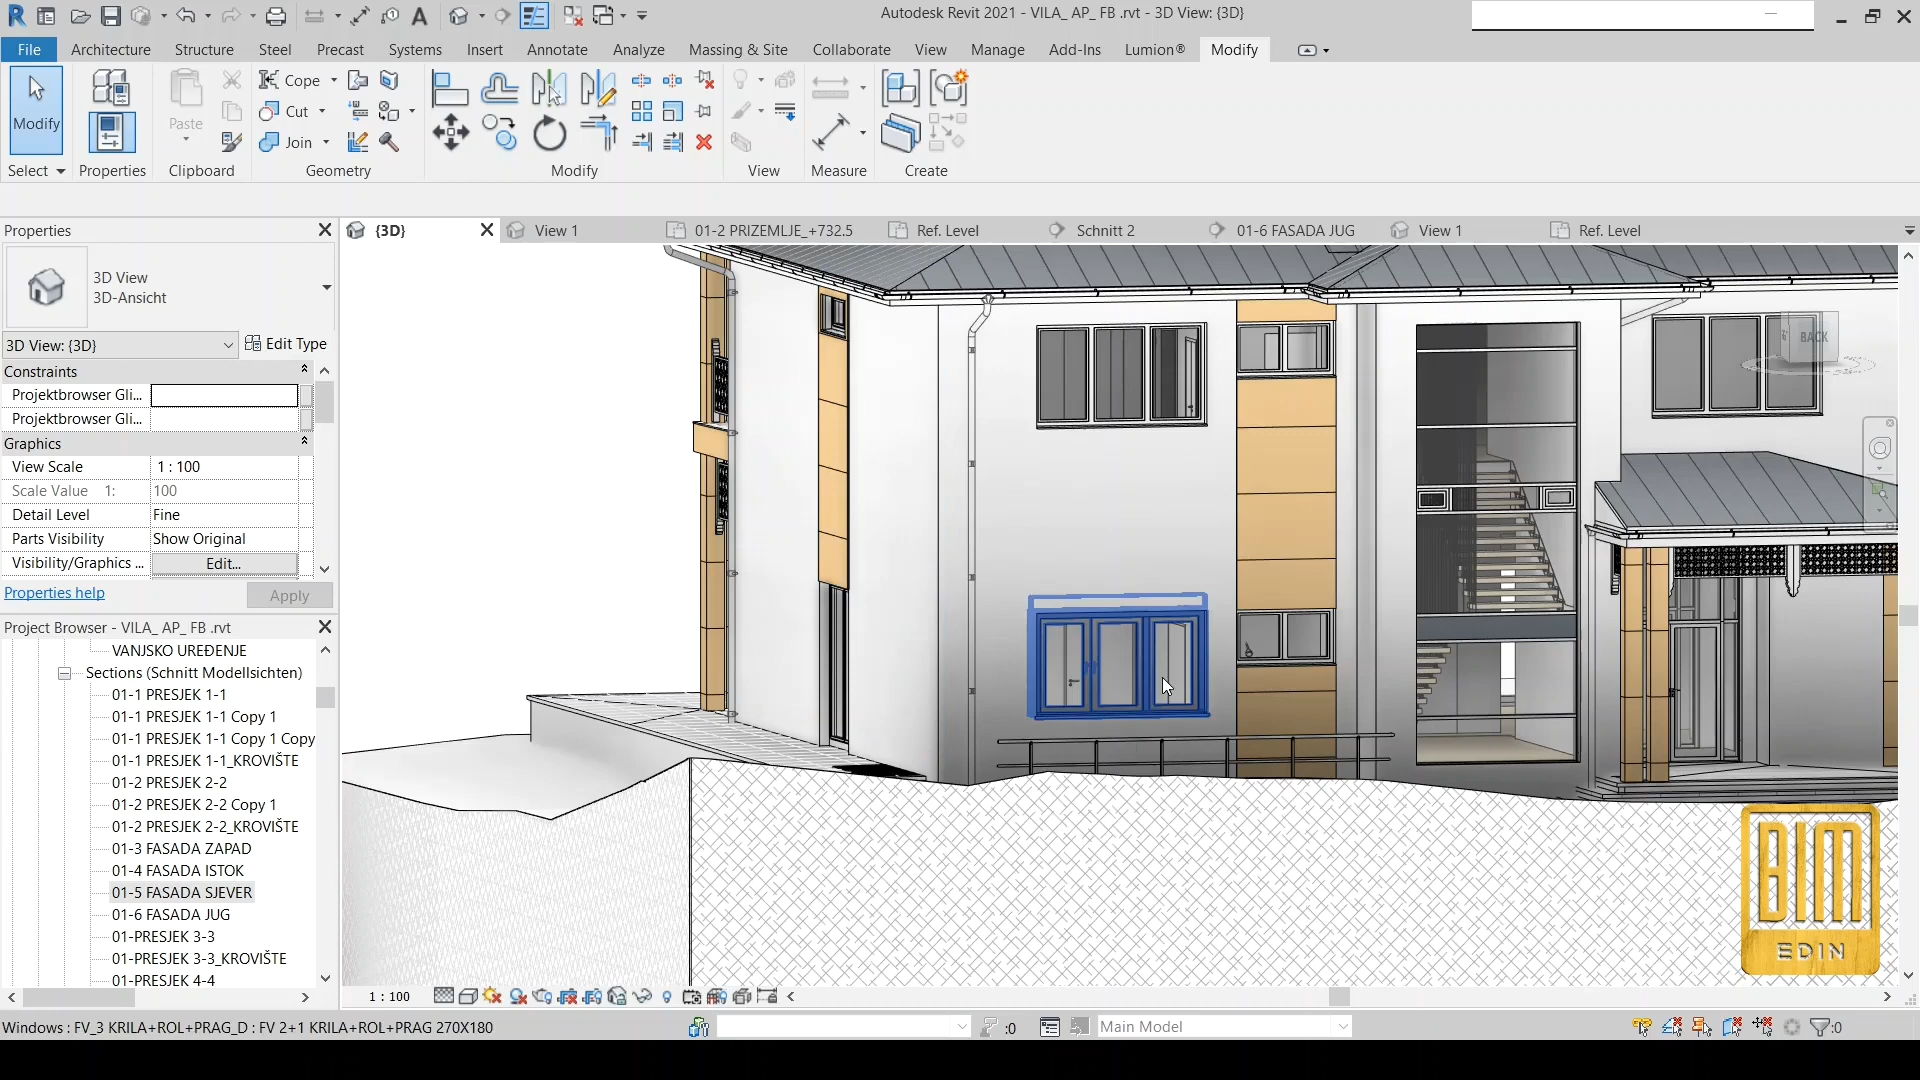 Autodesk Revit 2021 - VILA_ AP_ FB .rvt - 3D View: {3D}
File Architecture Structure Steel Precast Systems Insert Annotate Analyze Massing & Site Collaborate View Manage Add-Ins Lumion® Modify
Modify
Paste
Cope
Cut
Join
Select Properties Clipboard Geometry Modify View Measure Create
Properties
{3D} View 1 01-2 PRIZEMLJE_+732.5 Ref. Level Schnitt 2 01-6 FASADA JUG View 1 Ref. Level
3D View
3D-Ansicht
3D View: {3D} Edit Type
Constraints
Projektbrowser Gli...
Projektbrowser Gli...
Graphics
View Scale 1 : 100
Scale Value 1: 100
Detail Level Fine
Parts Visibility Show Original
Visibility/Graphics ... Edit...
Properties help Apply
Project Browser - VILA_ AP_ FB .rvt
VANJSKO UREĐENJE
Sections (Schnitt Modellsichten)
01-1 PRESJEK 1-1
01-1 PRESJEK 1-1 Copy 1
01-1 PRESJEK 1-1 Copy 1 Copy
01-1 PRESJEK 1-1_KROVIŠTE
01-2 PRESJEK 2-2
01-2 PRESJEK 2-2 Copy 1
01-2 PRESJEK 2-2_KROVIŠTE
01-3 FASADA ZAPAD
01-4 FASADA ISTOK
01-5 FASADA SJEVER
01-6 FASADA JUG
01-PRESJEK 3-3
01-PRESJEK 3-3_KROVIŠTE
01-PRESJEK 4-4
BACK
BIM
EDIN
1 : 100
Windows : FV_3 KRILA+ROL+PRAG_D : FV 2+1 KRILA+ROL+PRAG 270X180
:0
Main Model
:0